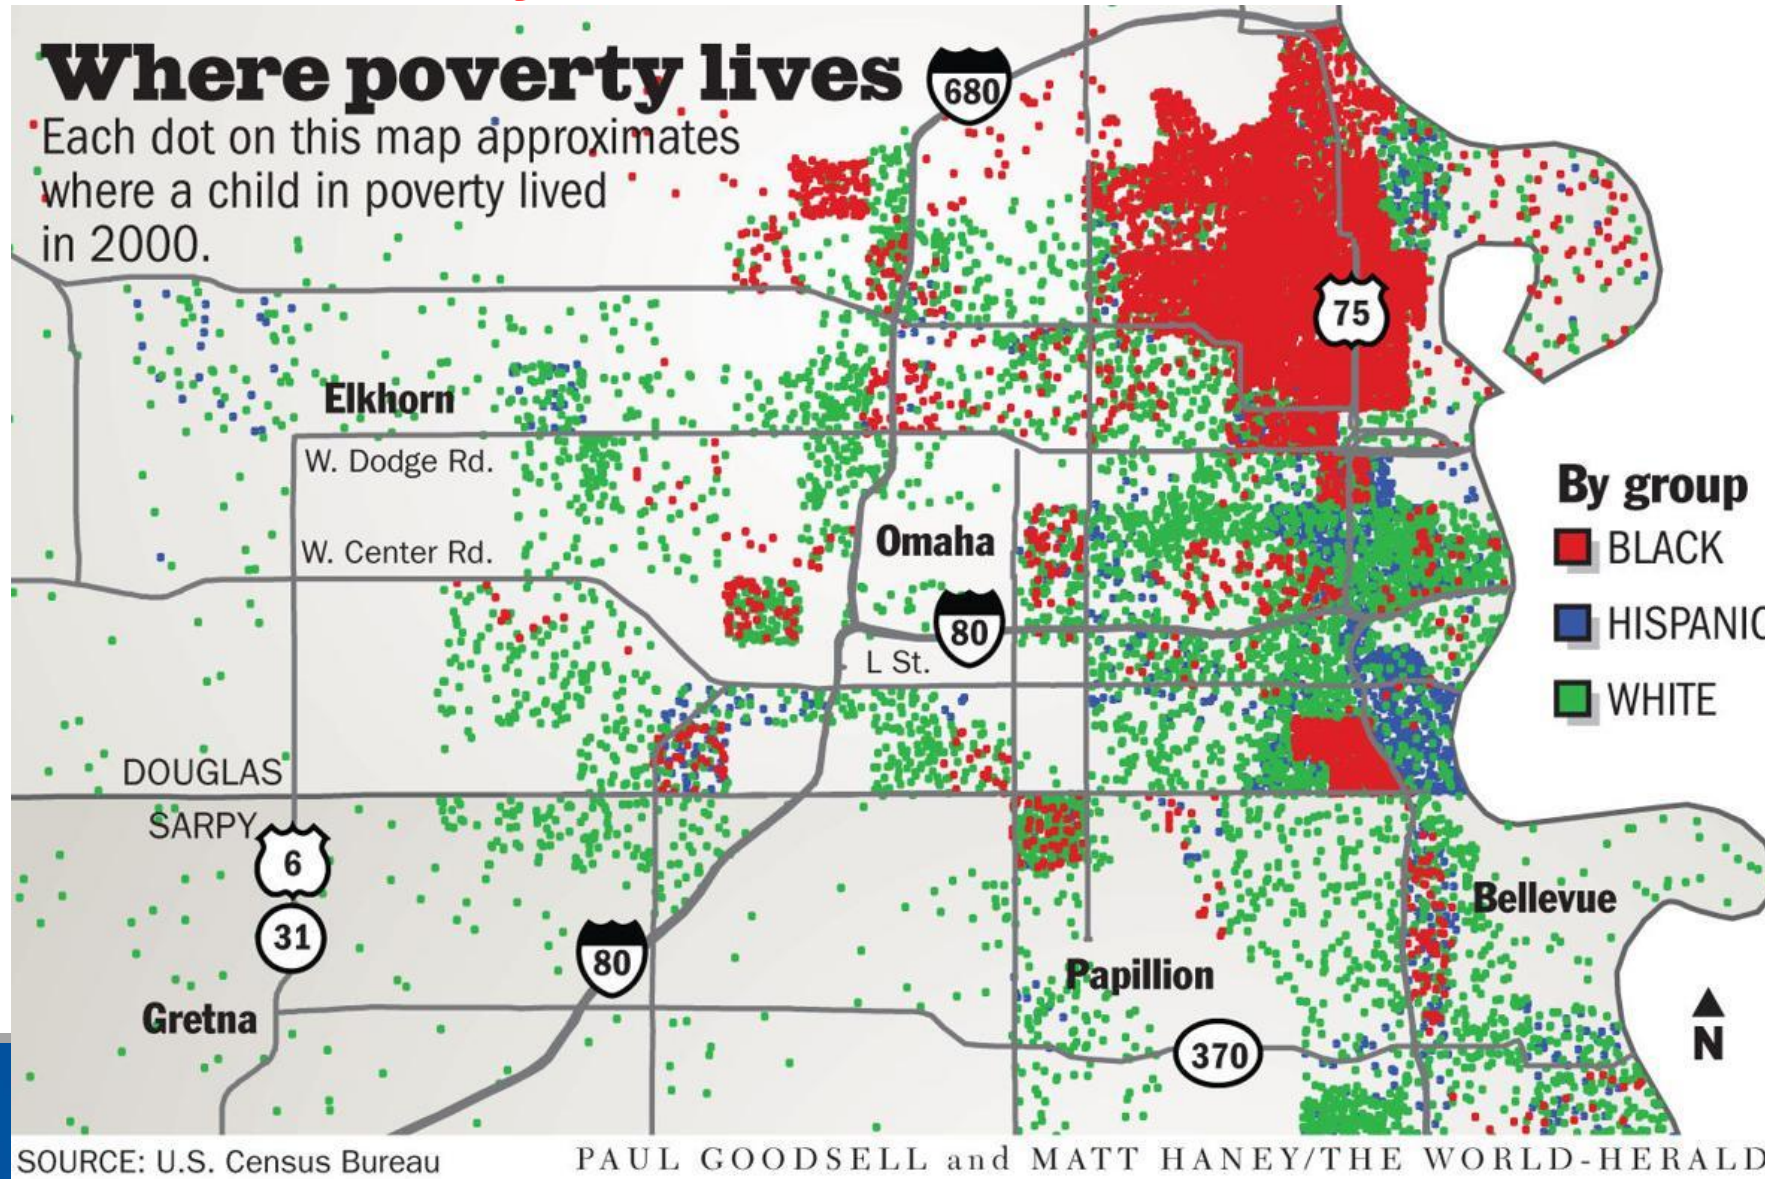 Where poverty lives
Each dot on this map approximates
where a child in poverty lived
in 2000.
680
75
Elkhorn
W. Dodge Rd.
W. Center Rd.
Omaha
80
L St.
By group
BLACK
HISPANIC
WHITE
DOUGLAS
SARPY
6
31
80
Gretna
Papillion
370
Bellevue
N
SOURCE: U.S. Census Bureau
PAUL GOODSELL and MATT HANEY/THE WORLD-HERALD